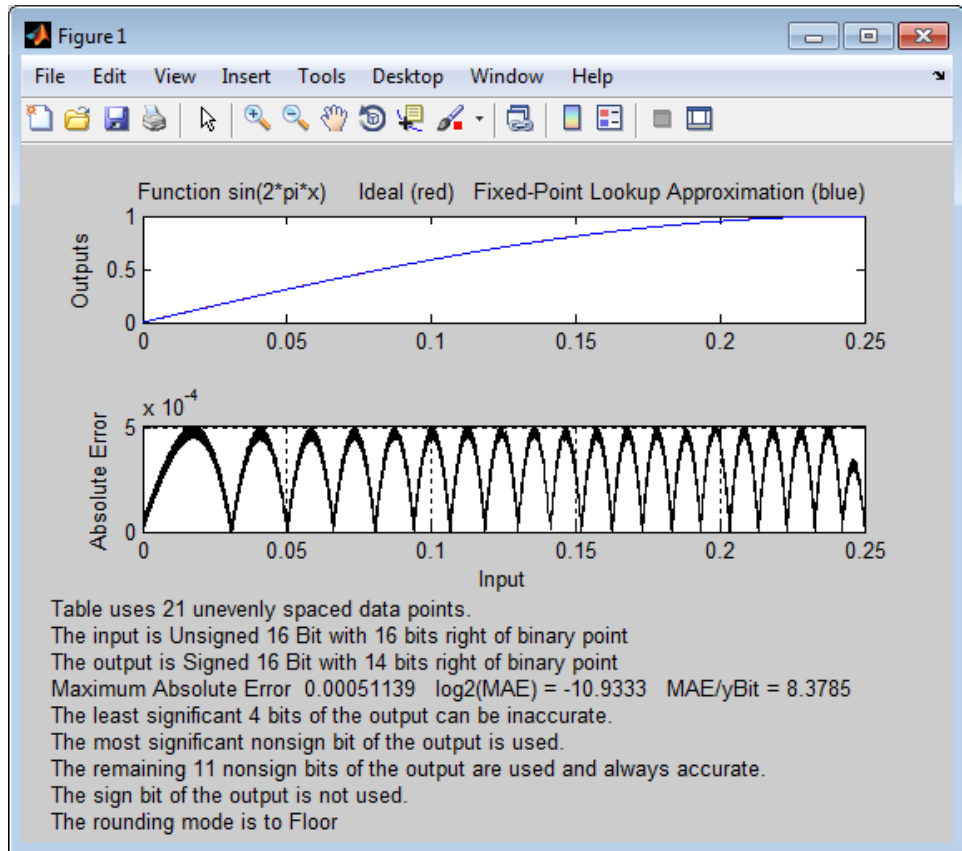 Figure 1
File Edit View Insert Tools Desktop Window Help
Function sin(2*pi*x) Ideal (red) Fixed-Point Lookup Approximation (blue)
Outputs
1
0.5
0
0 0.05 0.1 0.15 0.2 0.25
x 10^-4
Absolute Error
5
0
0 0.05 0.1 0.15 0.2 0.25
Input
Table uses 21 unevenly spaced data points.
The input is Unsigned 16 Bit with 16 bits right of binary point
The output is Signed 16 Bit with 14 bits right of binary point
Maximum Absolute Error 0.00051139 log2(MAE) = -10.9333 MAE/yBit = 8.3785
The least significant 4 bits of the output can be inaccurate.
The most significant nonsign bit of the output is used.
The remaining 11 nonsign bits of the output are used and always accurate.
The sign bit of the output is not used.
The rounding mode is to Floor